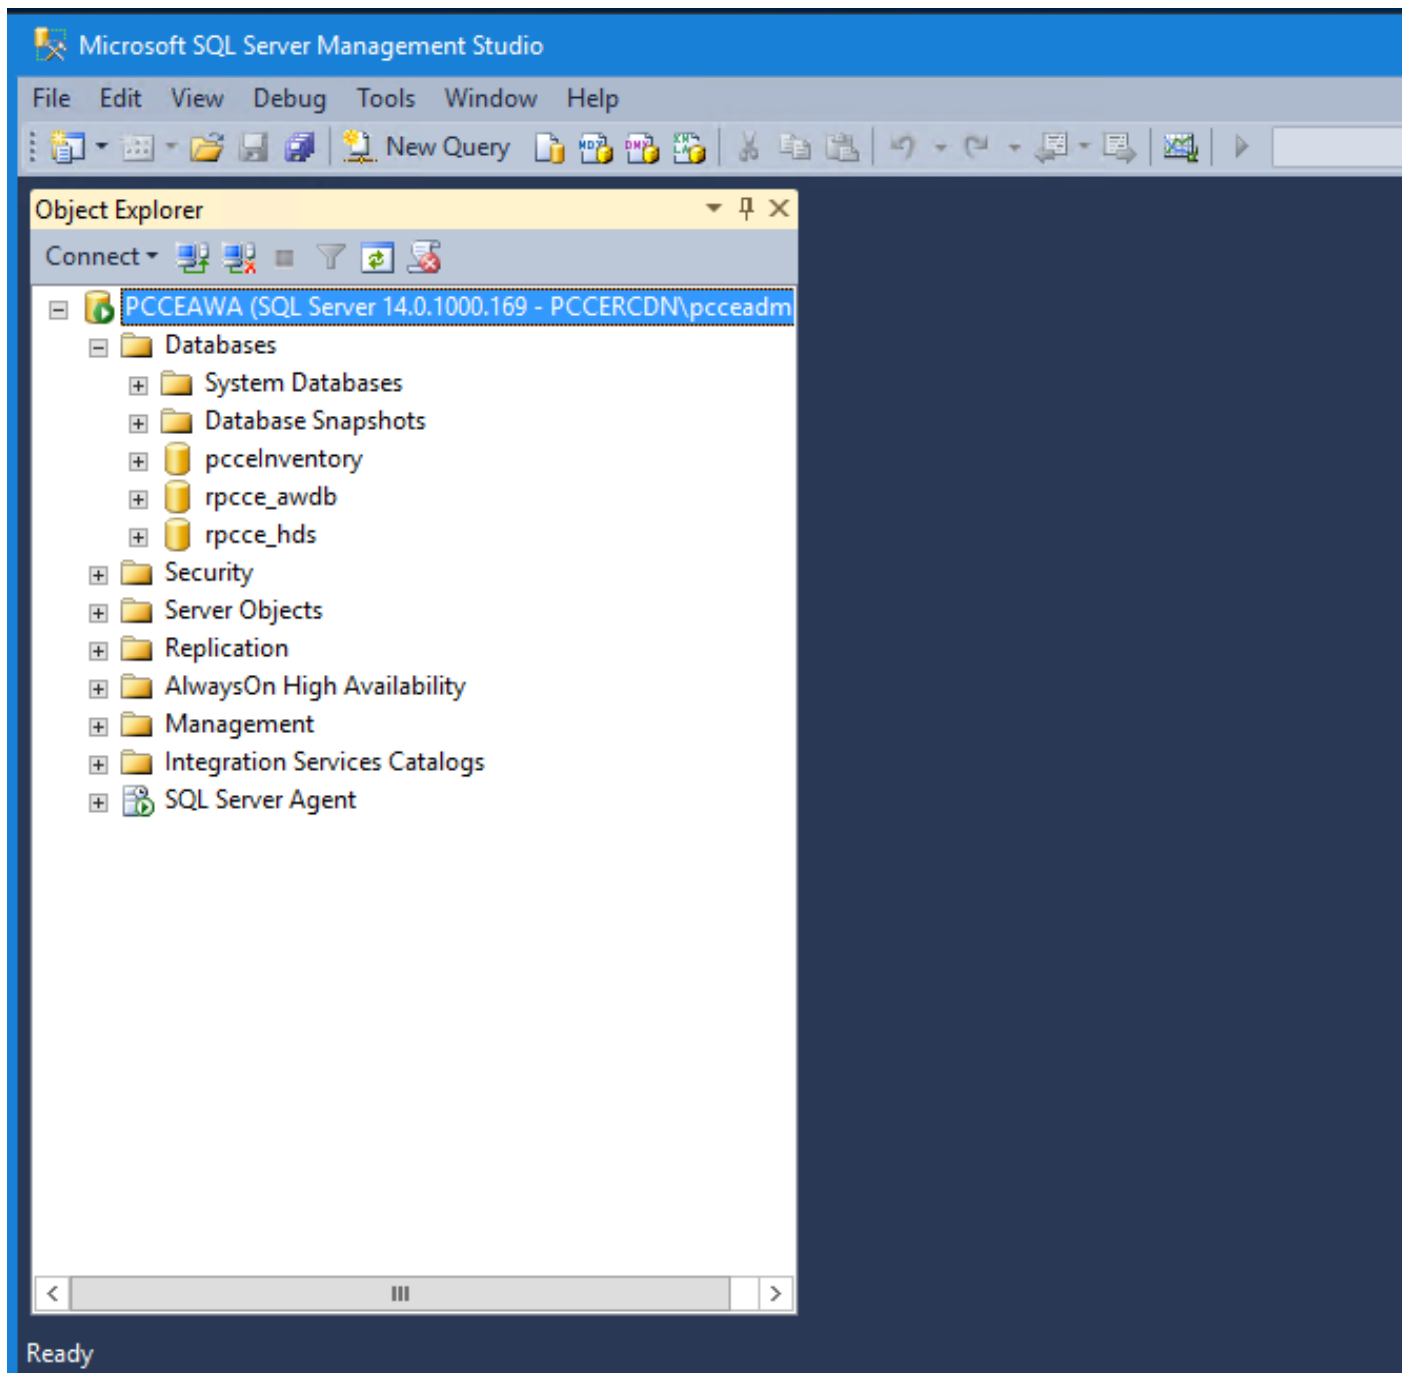 Microsoft SQL Server Management Studio
File Edit View Debug Tools Window Help
New Query
Object Explorer
Connect
PCCEAWA (SQL Server 14.0.1000.169 - PCCERCDN\pcceadm
Databases
System Databases
Database Snapshots
pcceInventory
rpcce_awdb
rpcce_hds
Security
Server Objects
Replication
AlwaysOn High Availability
Management
Integration Services Catalogs
SQL Server Agent
Ready